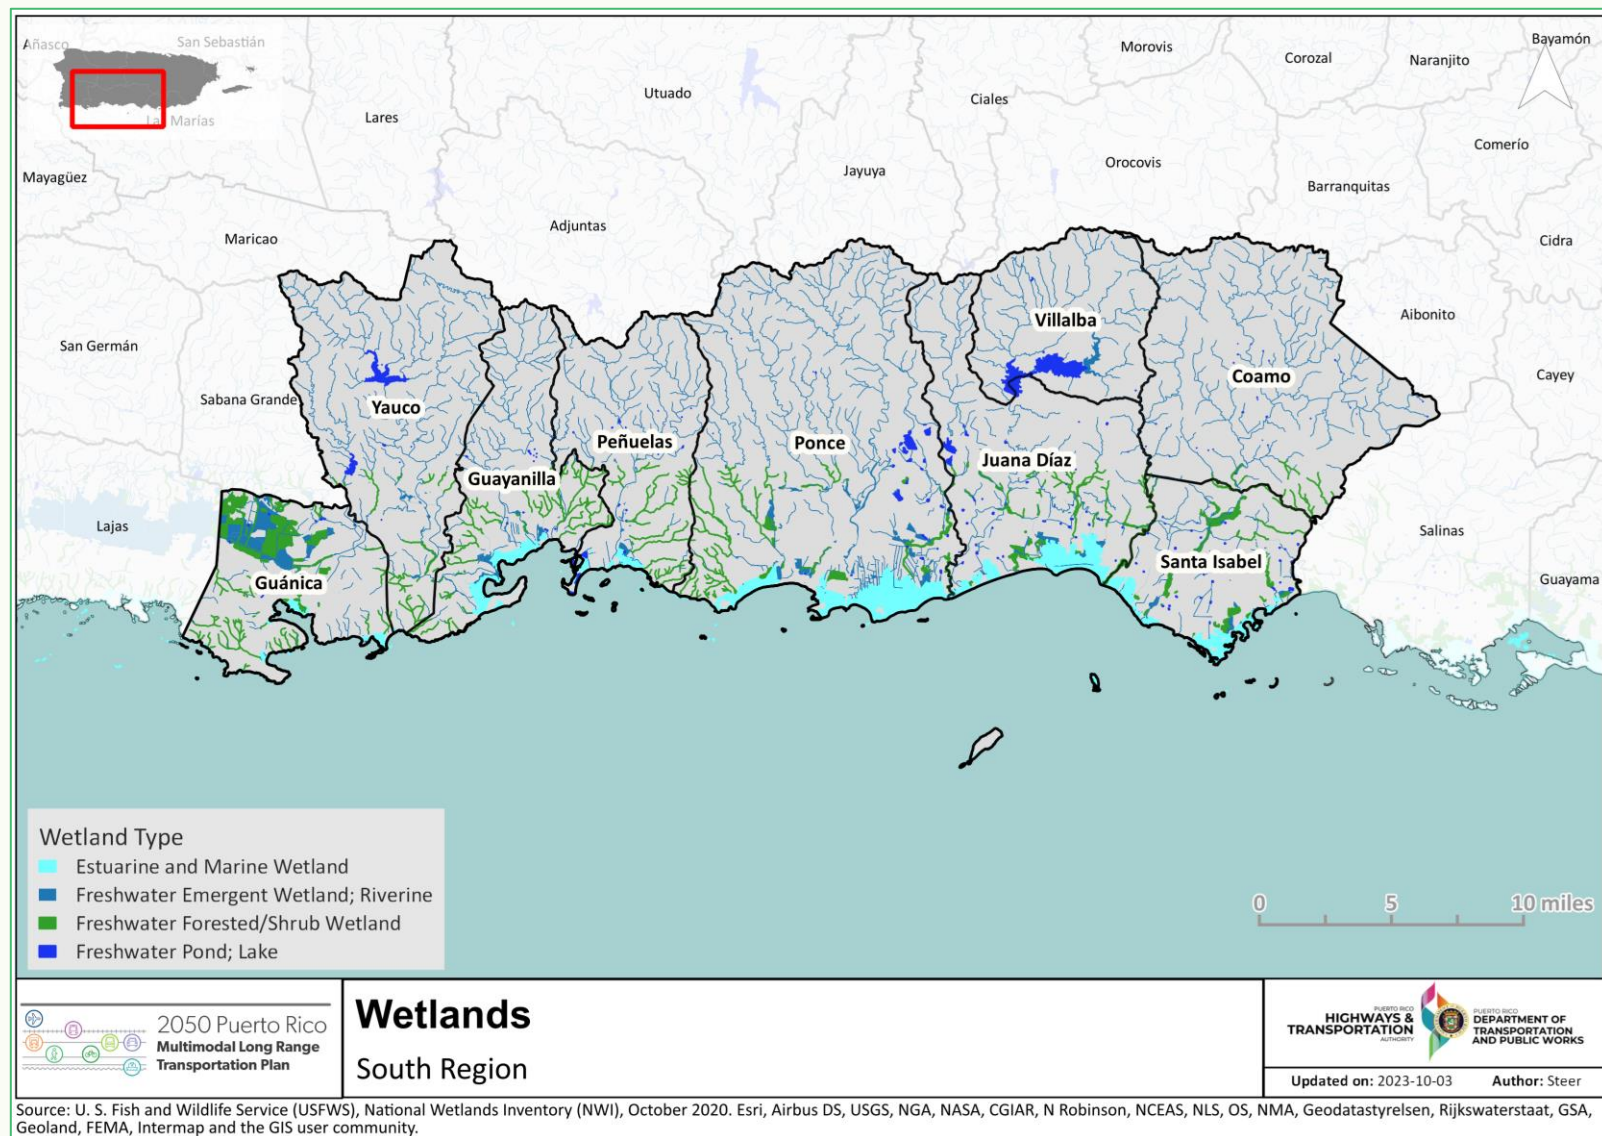 Añasco
San Sebastián
Las Marías
Mayagüez
Lares
Utuado
Morovis
Corozal
Naranjito
Bayamón
Ciales
Comerío
Jayuya
Orocovis
Barranquitas
Maricao
Adjuntas
Cidra
San Germán
Sabana Grande
Villalba
Aibonito
Yauco
Coamo
Cayey
Peñuelas
Ponce
Guayanilla
Juana Díaz
Lajas
Salinas
Guánica
Santa Isabel
Guayama
Wetland Type
Estuarine and Marine Wetland
Freshwater Emergent Wetland; Riverine
Freshwater Forested/Shrub Wetland
Freshwater Pond; Lake
0 5 10 miles
2050 Puerto Rico
Multimodal Long Range
Transportation Plan
Wetlands
South Region
PUERTO RICO
HIGHWAYS &
TRANSPORTATION
AUTHORITY
PUERTO RICO
DEPARTMENT OF
TRANSPORTATION
AND PUBLIC WORKS
Updated on: 2023-10-03 Author: Steer
Source: U. S. Fish and Wildlife Service (USFWS), National Wetlands Inventory (NWI), October 2020. Esri, Airbus DS, USGS, NGA, NASA, CGIAR, N Robinson, NCEAS, NLS, OS, NMA, Geodatastyrelsen, Rijkswaterstaat, GSA,
Geoland, FEMA, Intermap and the GIS user community.